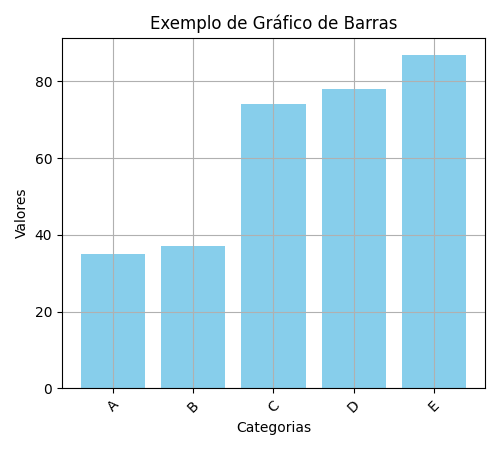 Exemplo de Gráfico de Barras
Valores
80
60
40
20
0
A
B
C
D
E
Categorias